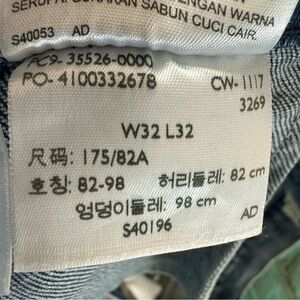 SERUPA. GUNAKAN SABUN CUCI CAIR.
S40053 AD
PC9-35526-0000
PO-4100332678 CW-1117
3269
W32 L32
尺码: 175/82A
호칭: 82-98 허리둘레: 82 cm
엉덩이둘레: 98 cm
S40196 AD